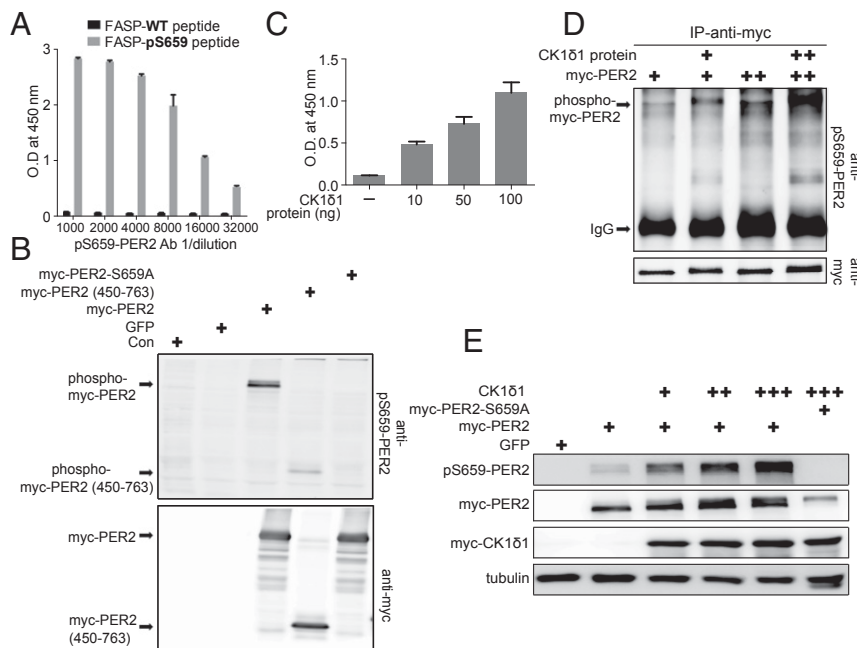 A
FASP-WT peptide
FASP-pS659 peptide
O.D at 450 nm
3
2
1
0
1000 2000 4000 8000 16000 32000
pS659-PER2 Ab 1/dilution
C
O.D. at 450 nm
1.5
1.0
0.5
0.0
CK1δ1 protein (ng)
– 10 50 100
D
IP-anti-myc
CK1δ1 protein + ++
myc-PER2 + + ++ ++
phospho-
myc-PER2
IgG
anti-
pS659-PER2
anti-
myc
B
myc-PER2-S659A +
myc-PER2 (450-763) +
myc-PER2 +
GFP +
Con +
phospho-
myc-PER2
phospho-
myc-PER2 (450-763)
anti-
pS659-PER2
myc-PER2
myc-PER2
(450-763)
anti-myc
E
CK1δ1 + ++ +++ +++
myc-PER2-S659A +
myc-PER2 + + + +
GFP +
pS659-PER2
myc-PER2
myc-CK1δ1
tubulin